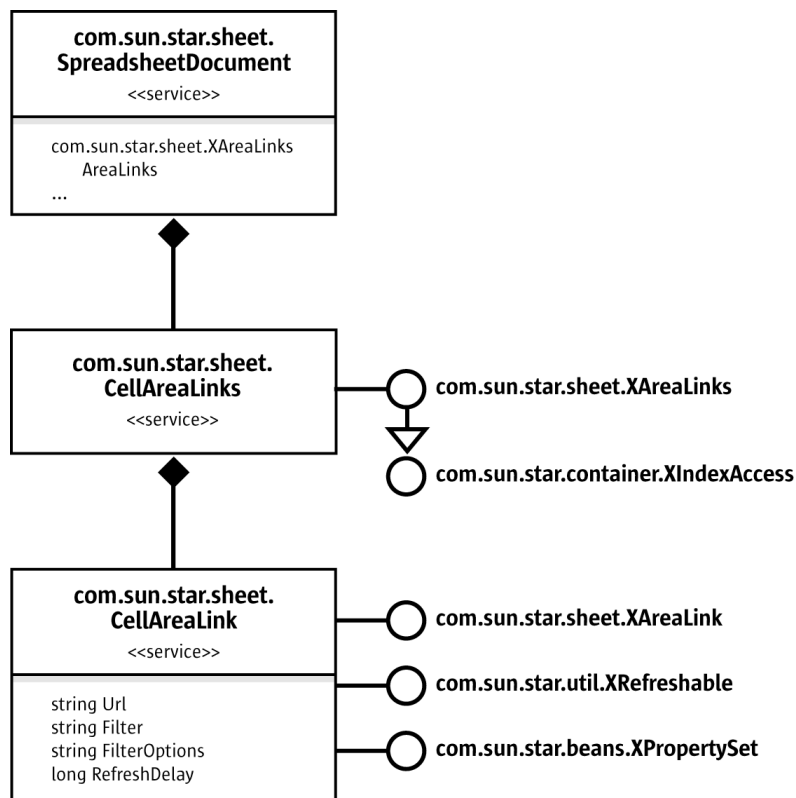 com.sun.star.sheet.
SpreadsheetDocument
<<service>>
com.sun.star.sheet.XAreaLinks
AreaLinks
...
com.sun.star.sheet.
CellAreaLinks
<<service>>
com.sun.star.sheet.XAreaLinks
com.sun.star.container.XIndexAccess
com.sun.star.sheet.
CellAreaLink
<<service>>
string Url
string Filter
string FilterOptions
long RefreshDelay
com.sun.star.sheet.XAreaLink
com.sun.star.util.XRefreshable
com.sun.star.beans.XPropertySet